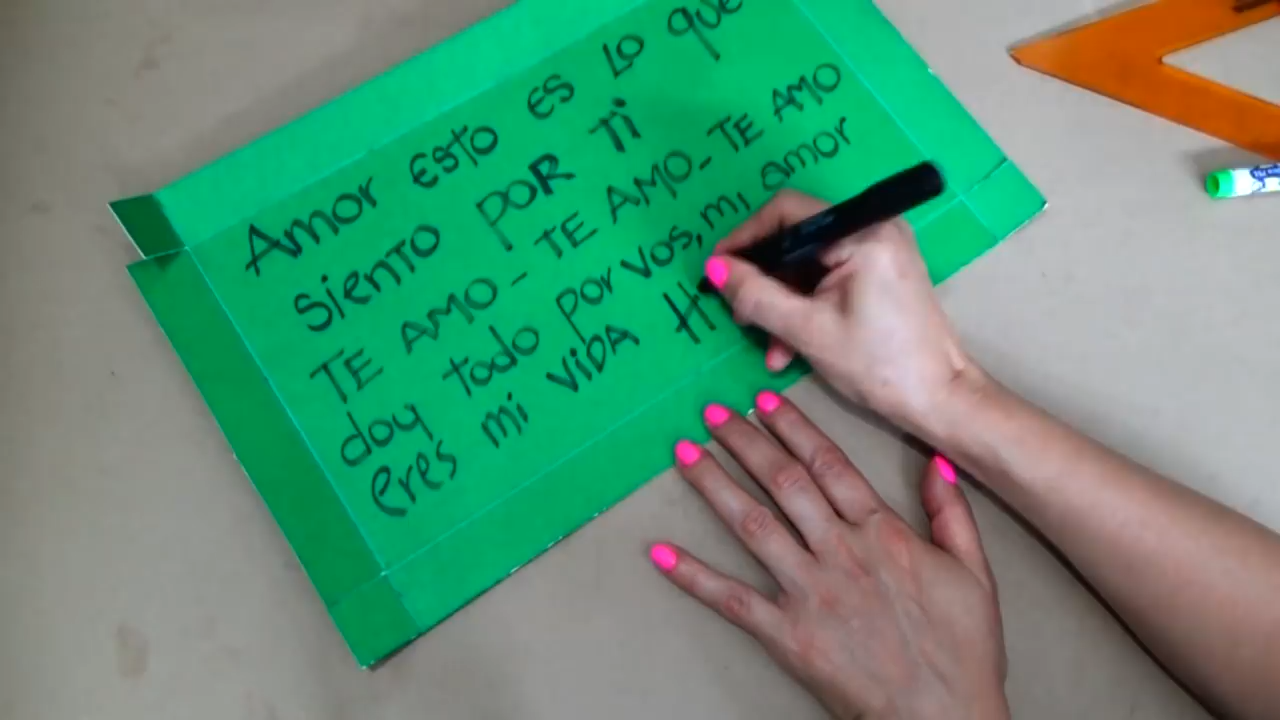 Amor esto es lo que
siento POR Ti
TE AMO - TE AMO - TE AMO
doy todo por vos, mi amor
eres mi ViDA H